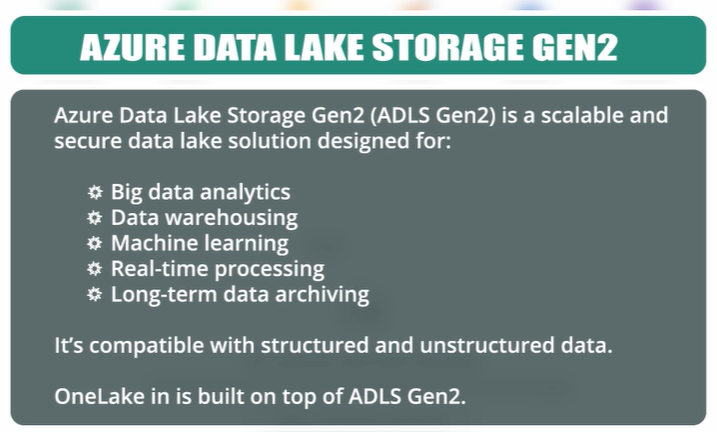 AZURE DATA LAKE STORAGE GEN2
Azure Data Lake Storage Gen2 (ADLS Gen2) is a scalable and
secure data lake solution designed for:
Big data analytics
Data warehousing
Machine learning
Real-time processing
Long-term data archiving
It's compatible with structured and unstructured data.
OneLake in is built on top of ADLS Gen2.